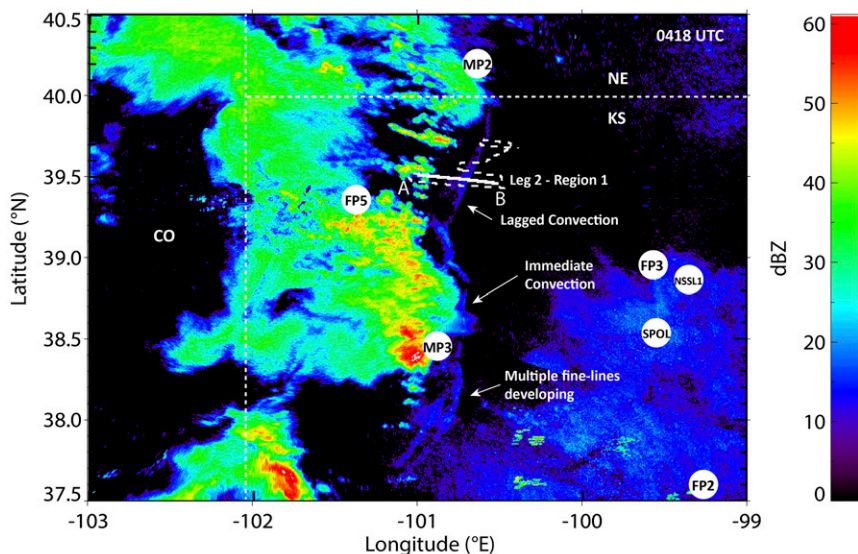 0418 UTC
40.5
40.0
39.5
39.0
38.5
38.0
37.5
Latitude (°N)
MP2
NE
KS
Leg 2 - Region 1
A
B
FP5
Lagged Convection
CO
FP3
NSSL1
Immediate
Convection
SPOL
MP3
Multiple fine-lines
developing
FP2
-103
-102
-101
-100
-99
Longitude (°E)
60
50
40
30
20
10
0
dBZ